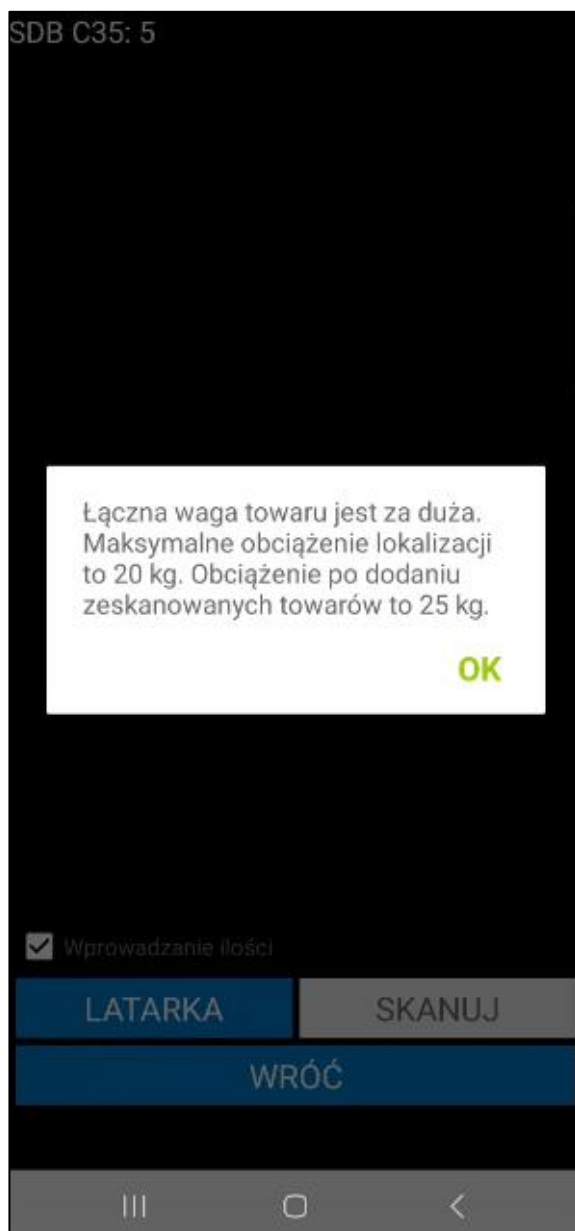 SDB C35: 5
Łączna waga towaru jest za duża.
Maksymalne obciążenie lokalizacji
to 20 kg. Obciążenie po dodaniu
zeskanowanych towarów to 25 kg.
OK
Wprowadzanie ilości
LATARKA
SKANUJ
WRÓĆ